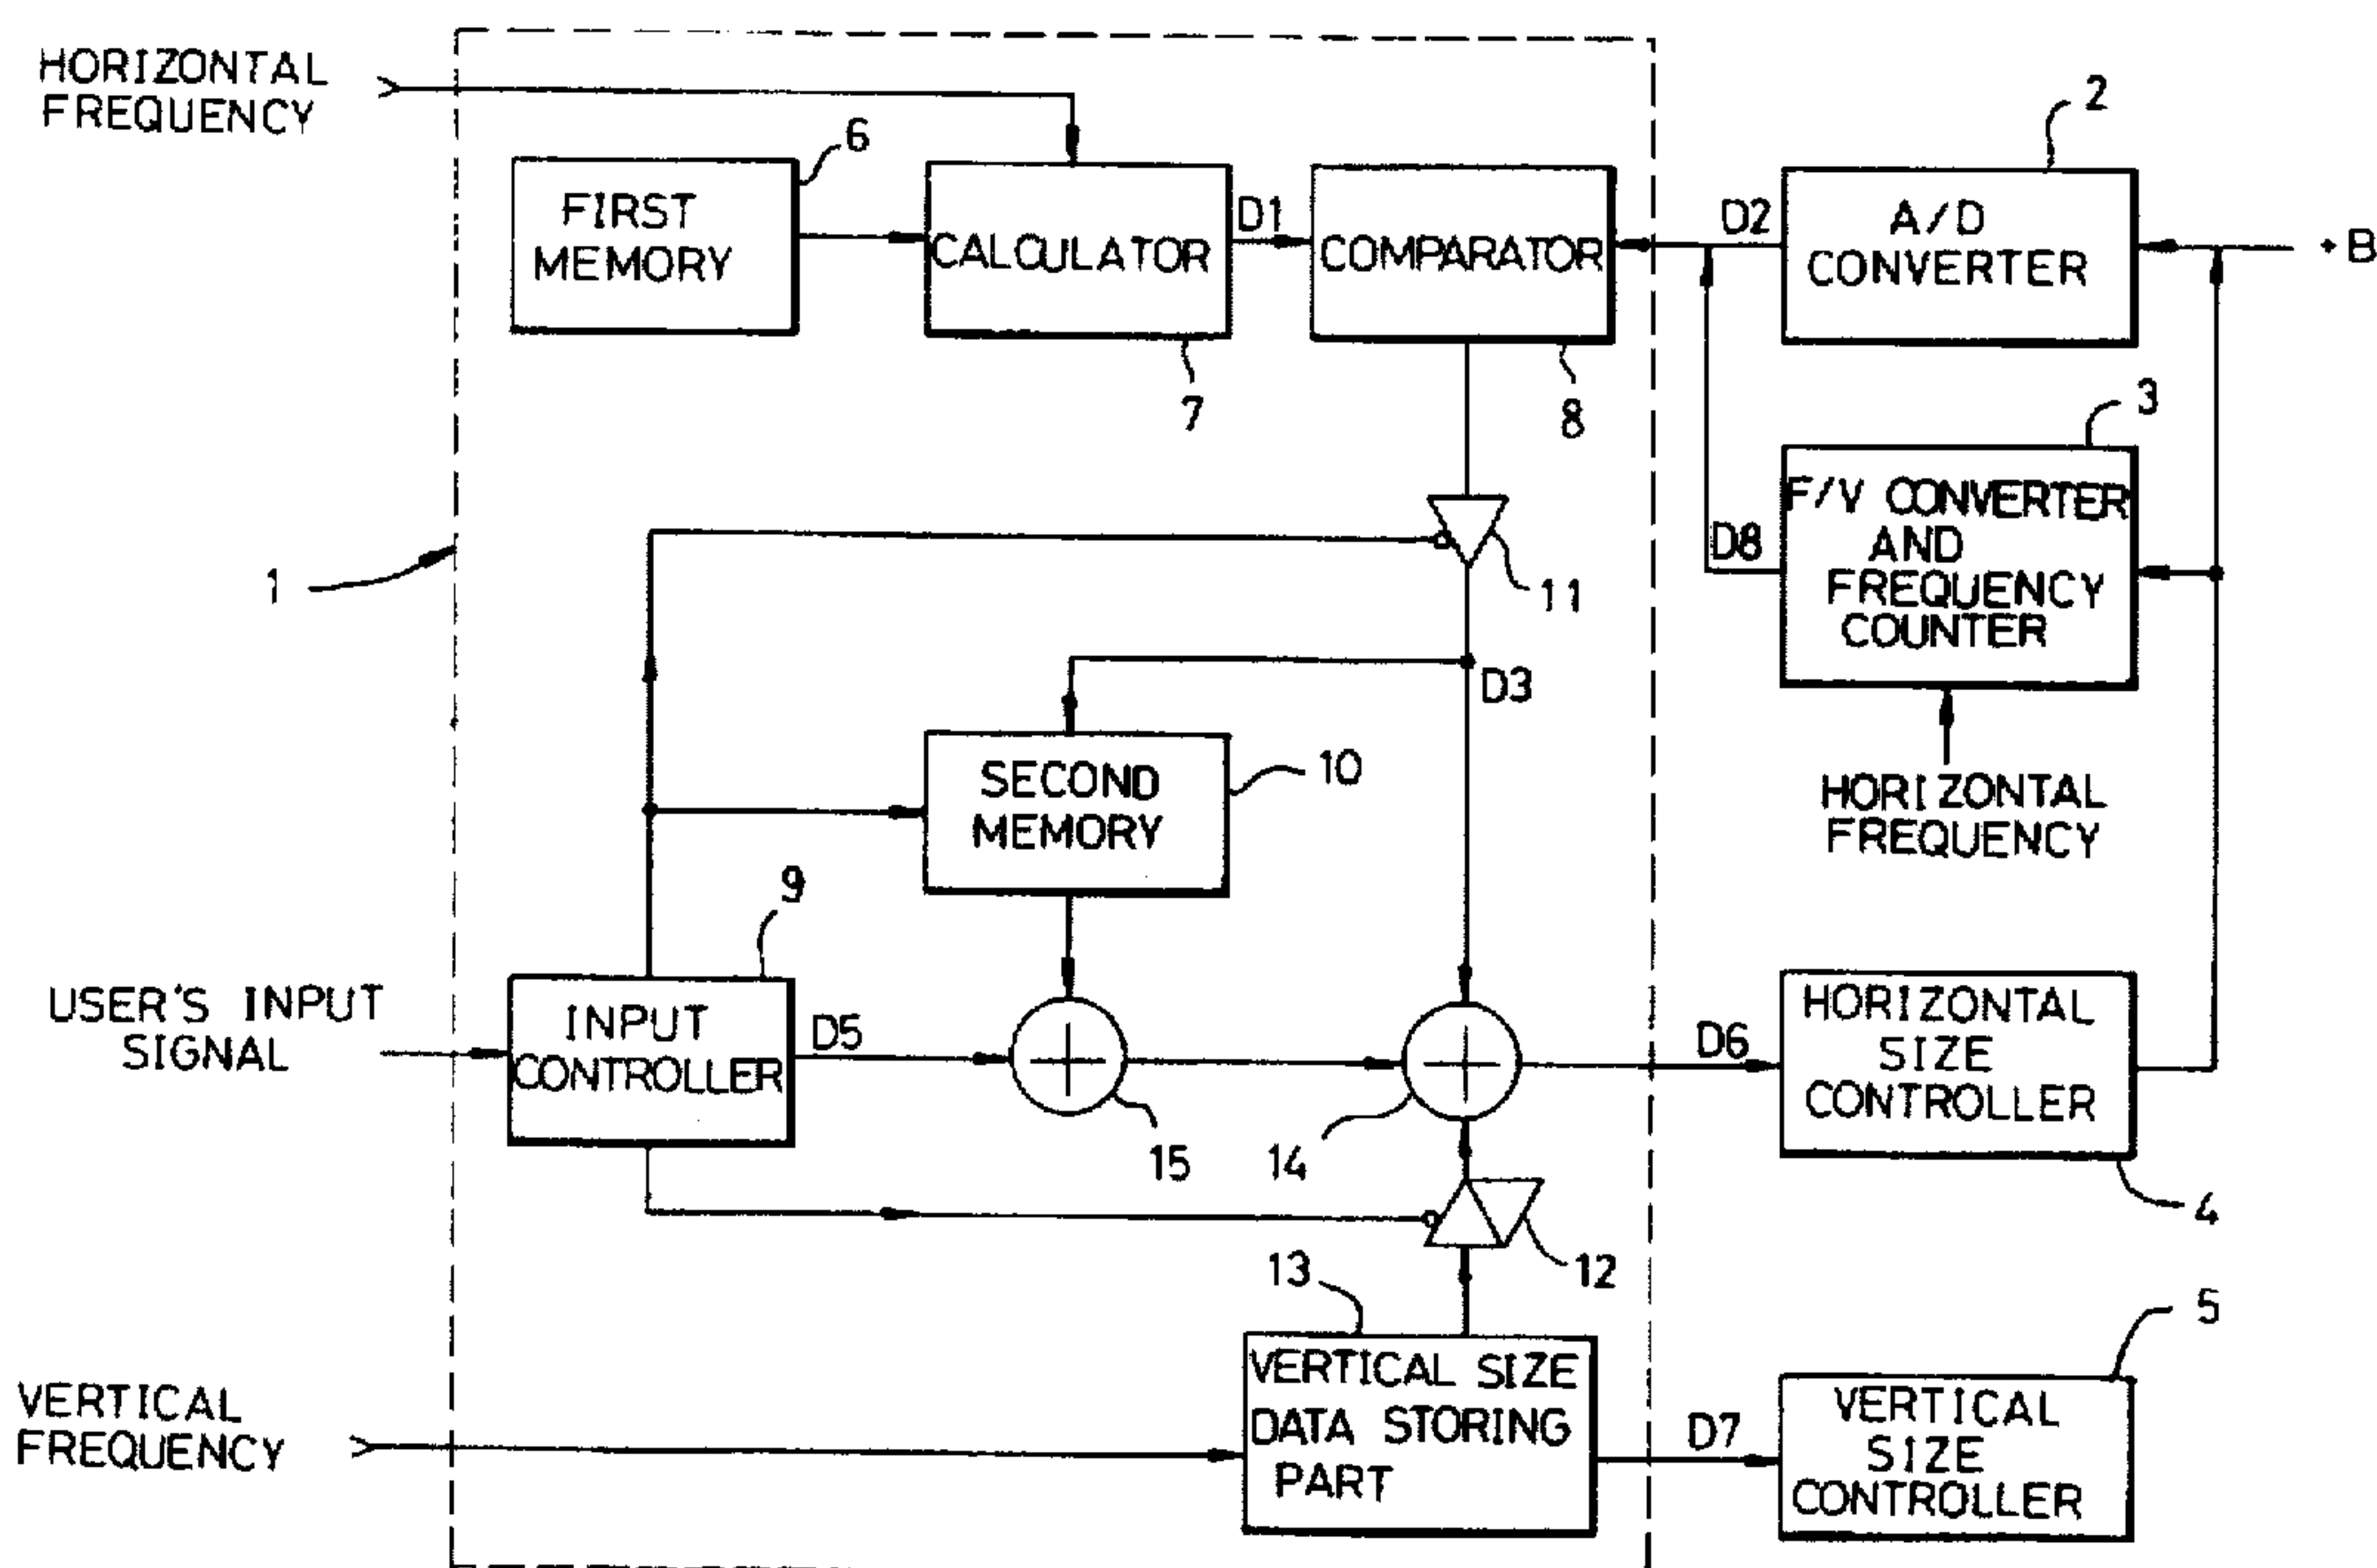 HORIZONTAL
FREQUENCY
6
FIRST
MEMORY
CALCULATOR
7
D1
COMPARATOR
8
D2
2
A/D
CONVERTER
+B
3
F/V CONVERTER
AND
FREQUENCY
COUNTER
D8
HORIZONTAL
FREQUENCY
1
11
D3
SECOND
MEMORY
10
9
USER'S INPUT
SIGNAL
INPUT
CONTROLLER
D5
15
14
D6
HORIZONTAL
SIZE
CONTROLLER
4
12
13
VERTICAL
FREQUENCY
VERTICAL SIZE
DATA STORING
PART
D7
5
VERTICAL
SIZE
CONTROLLER